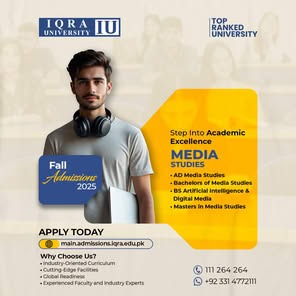 IQRA
UNIVERSITY
IU
TOP
RANKED
UNIVERSITY
Step Into Academic
Excellence
MEDIA
STUDIES
• AD Media Studies
• Bachelors of Media Studies
• BS Artificial Intelligence &
Digital Media
• Masters in Media Studies
Fall
Admissions
2025
APPLY TODAY
main.admissions.iqra.edu.pk
Why Choose Us?
• Industry-Oriented Curriculum
• Cutting-Edge Facilities
• Global Readiness
• Experienced Faculty and Industry Experts
111 264 264
+92 331 4772111